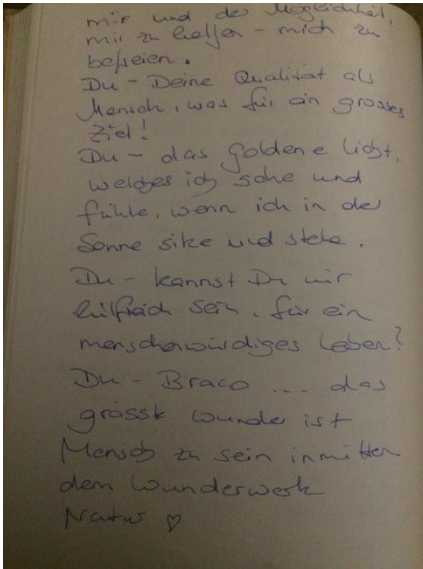 mir und der Möglichkeit,
mir zu helfen - mich zu
befreien.
Du - Deine Qualität als
Mensch, was für ein grosses
Ziel!
Du - das goldene Licht,
welches ich sehe und
fühle, wenn ich in der
Sonne sitze und stehe.
Du - kannst Du mir
hilfreich sein, für ein
menschenwürdiges Leben?
Du - Braco ... das
grösste Wunder ist
Mensch zu sein inmitten
dem Wunderwerk
Natur ♡